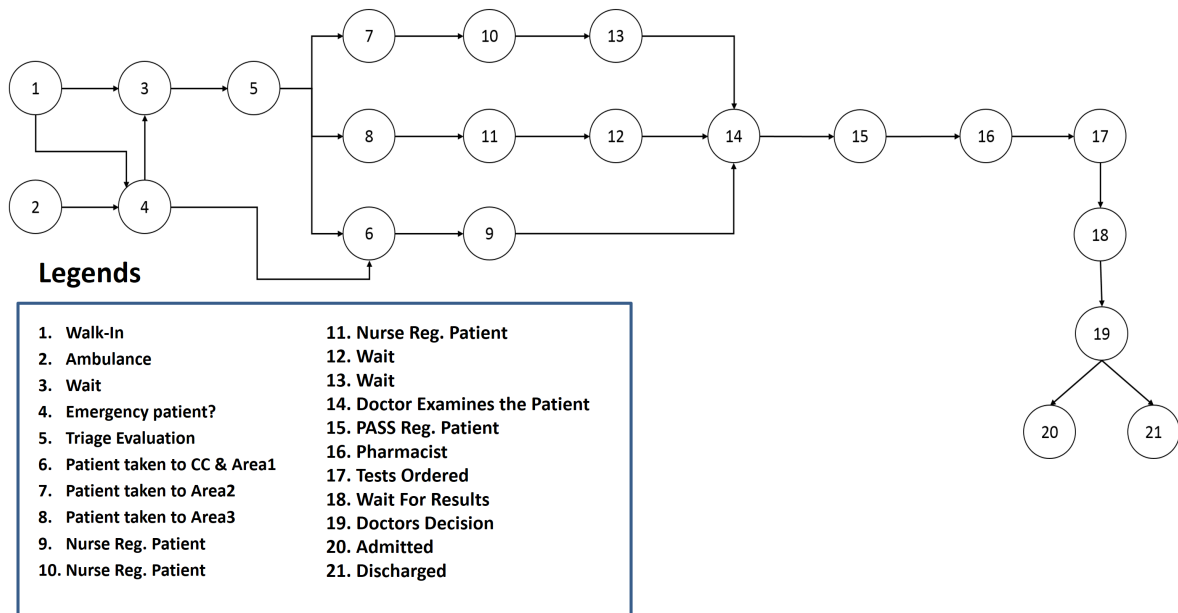 7 10 13
1 3 5
8 11 12 14 15 16 17
2 4 6 9 18
Legends
19
20 21
1. Walk-In
2. Ambulance
3. Wait
4. Emergency patient?
5. Triage Evaluation
6. Patient taken to CC & Area1
7. Patient taken to Area2
8. Patient taken to Area3
9. Nurse Reg. Patient
10. Nurse Reg. Patient
11. Nurse Reg. Patient
12. Wait
13. Wait
14. Doctor Examines the Patient
15. PASS Reg. Patient
16. Pharmacist
17. Tests Ordered
18. Wait For Results
19. Doctors Decision
20. Admitted
21. Discharged